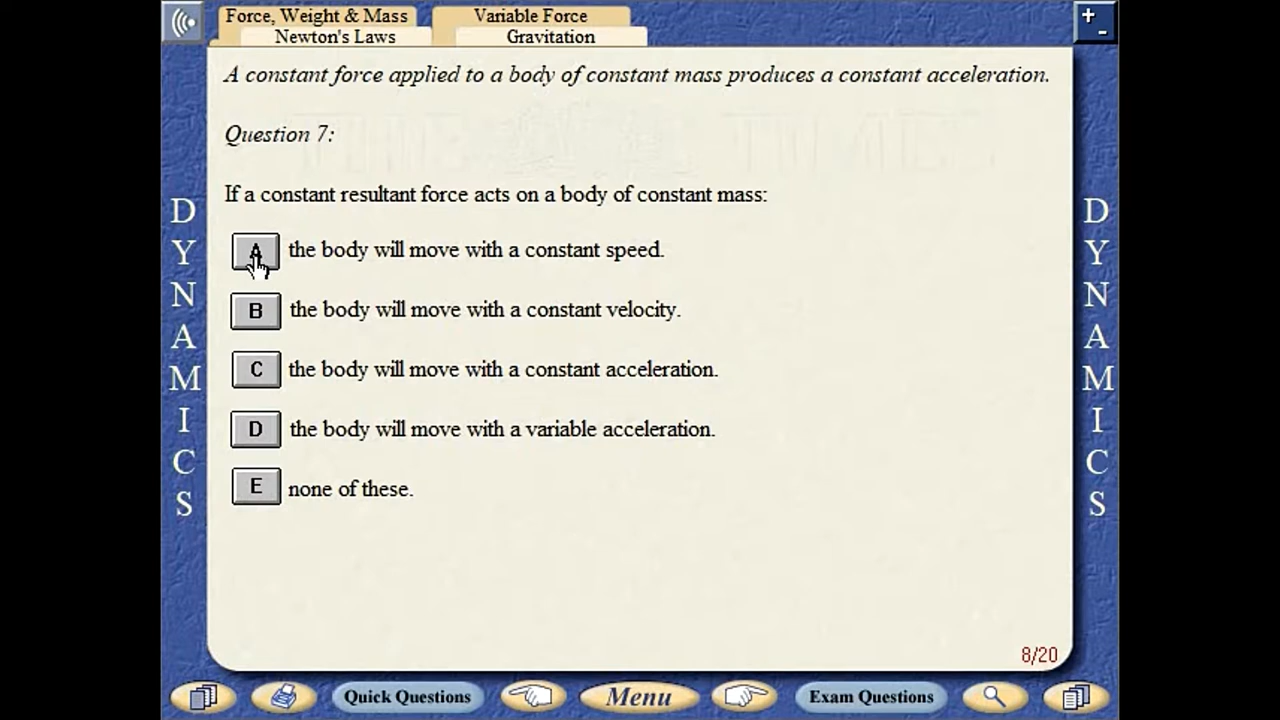 Force, Weight & Mass
Variable Force
Newton's Laws
Gravitation
+
-
A constant force applied to a body of constant mass produces a constant acceleration.
Question 7:
If a constant resultant force acts on a body of constant mass:
A the body will move with a constant speed.
B the body will move with a constant velocity.
C the body will move with a constant acceleration.
D the body will move with a variable acceleration.
E none of these.
DYNAMICS
DYNAMICS
8/20
Quick Questions
Menu
Exam Questions